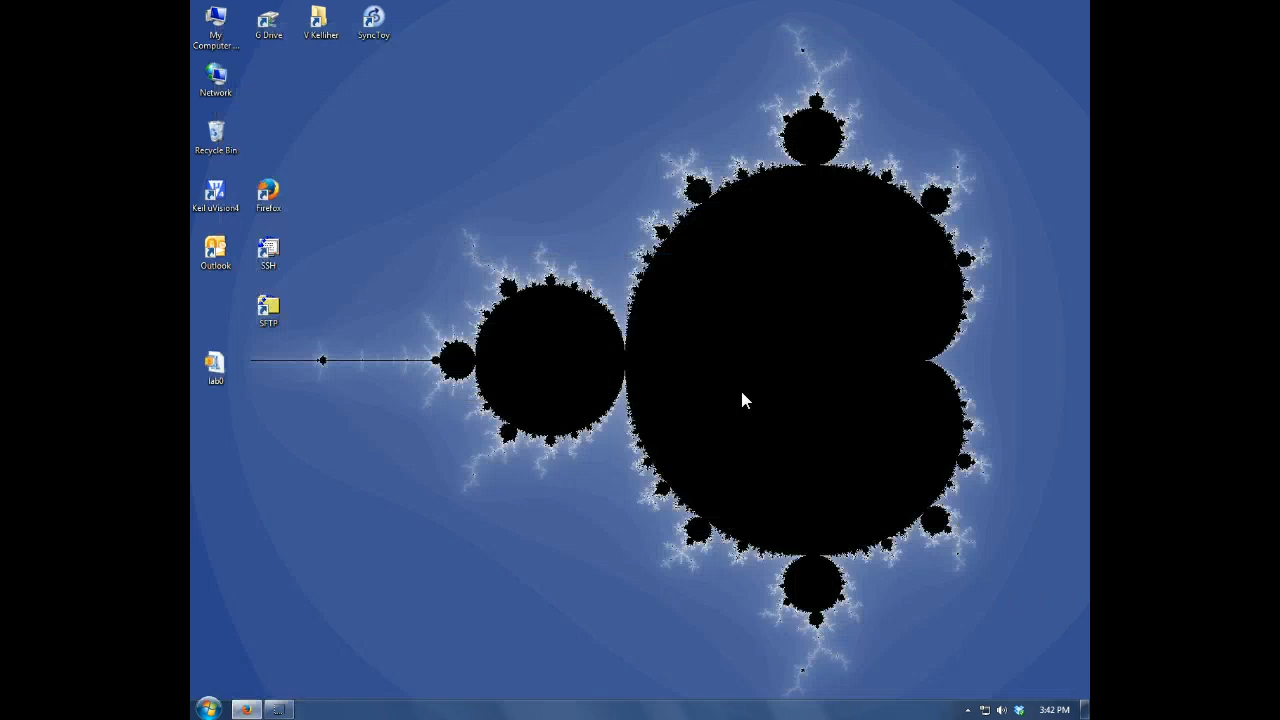 My
Computer ...
G Drive
V Kelliher
SyncToy
Network
Recycle Bin
Keil uVision4
Firefox
Outlook
SSH
SFTP
lab0
3:42 PM